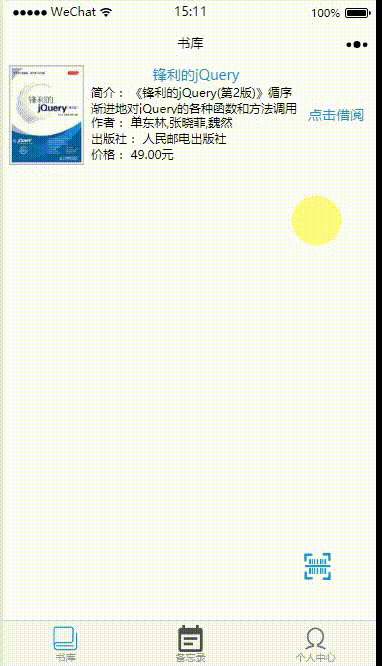 WeChat
15:11
100%
书库
锋利的jQuery
简介： 《锋利的jQuery(第2版)》循序
渐进地对jQuery的各种函数和方法调用
作者： 单东林,张晓菲,魏然
出版社： 人民邮电出版社
价格： 49.00元
点击借阅
锋利的
jQuery
书库
备忘录
个人中心